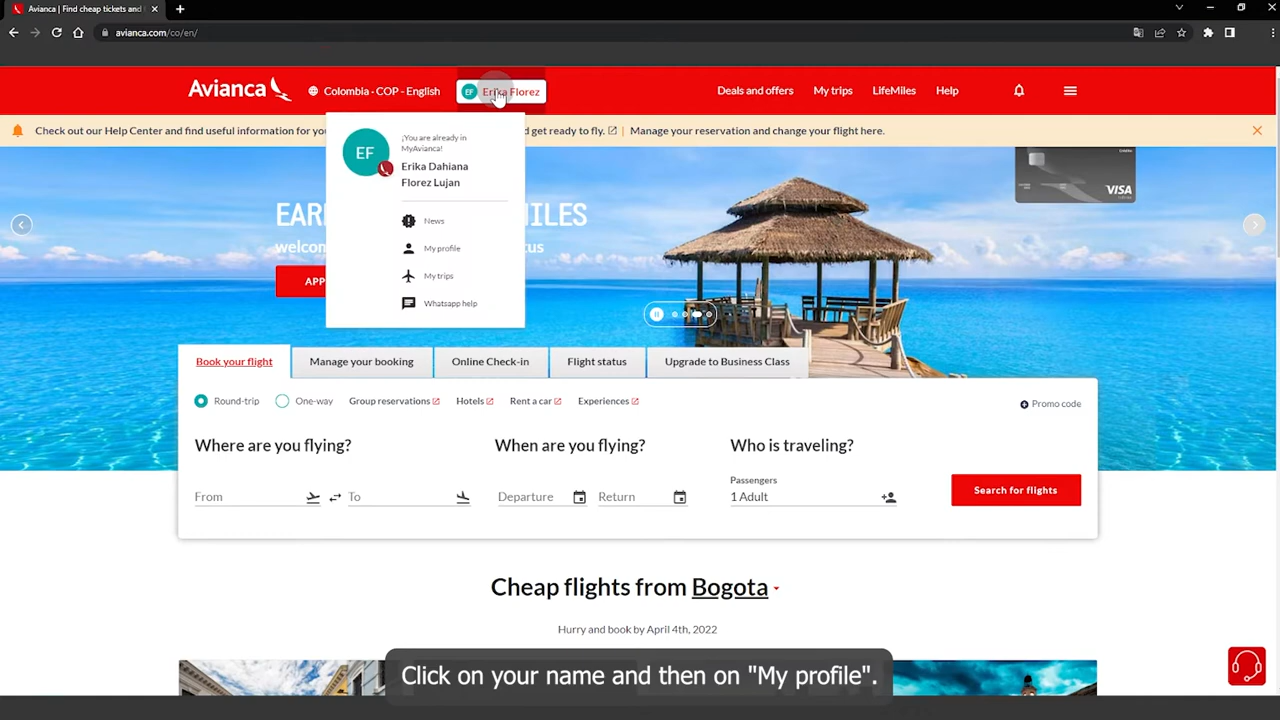 Avianca | Find cheap tickets and
avianca.com/co/en/
Avianca
Colombia - COP - English
EF Erika Florez
Deals and offers
My trips
LifeMiles
Help
Check out our Help Center and find useful information for you
get ready to fly.
| Manage your reservation and change your flight here.
EF
¡You are already in
MyAvianca!
Erika Dahiana
Florez Lujan
News
My profile
My trips
Whatsapp help
EAR
ILES
welcom
tus
APP
VISA
Book your flight
Manage your booking
Online Check-in
Flight status
Upgrade to Business Class
Round-trip
One-way
Group reservations
Hotels
Rent a car
Experiences
Promo code
Where are you flying?
When are you flying?
Who is traveling?
From
To
Departure
Return
Passengers
1 Adult
Search for flights
Cheap flights from Bogota
Hurry and book by April 4th, 2022
Click on your name and then on "My profile".